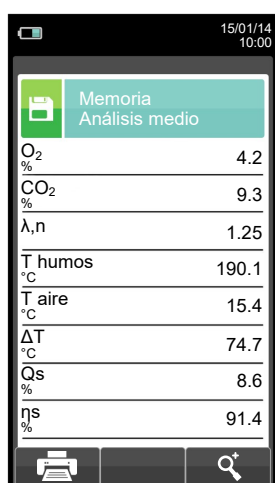 15/01/14
10:00
Memoria
Análisis medio
O₂
% 4.2
CO₂
% 9.3
λ,n 1.25
T humos
°C 190.1
T aire
°C 15.4
ΔT
°C 74.7
Qs
% 8.6
ηs
% 91.4